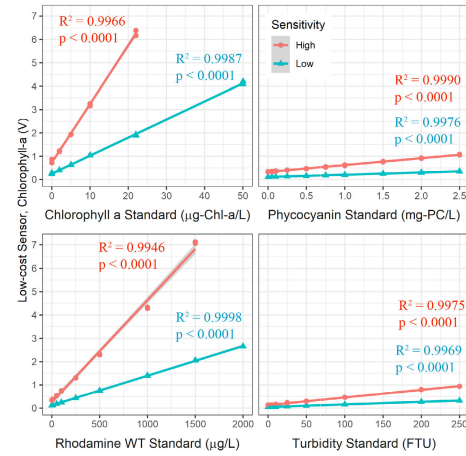 Low-cost Sensor, Chlorophyll-a (V)
7
6
5
4
3
2
1
0
R² = 0.9966
p < 0.0001
R² = 0.9987
p < 0.0001
0 10 20 30 40 50
Chlorophyll a Standard (μg-Chl-a/L)
Sensitivity
High
Low
R² = 0.9990
p < 0.0001
R² = 0.9976
p < 0.0001
0.0 0.5 1.0 1.5 2.0 2.5
Phycocyanin Standard (mg-PC/L)
7
6
5
4
3
2
1
0
R² = 0.9946
p < 0.0001
R² = 0.9998
p < 0.0001
0 500 1000 1500 2000
Rhodamine WT Standard (μg/L)
R² = 0.9975
p < 0.0001
R² = 0.9969
p < 0.0001
0 50 100 150 200 250
Turbidity Standard (FTU)